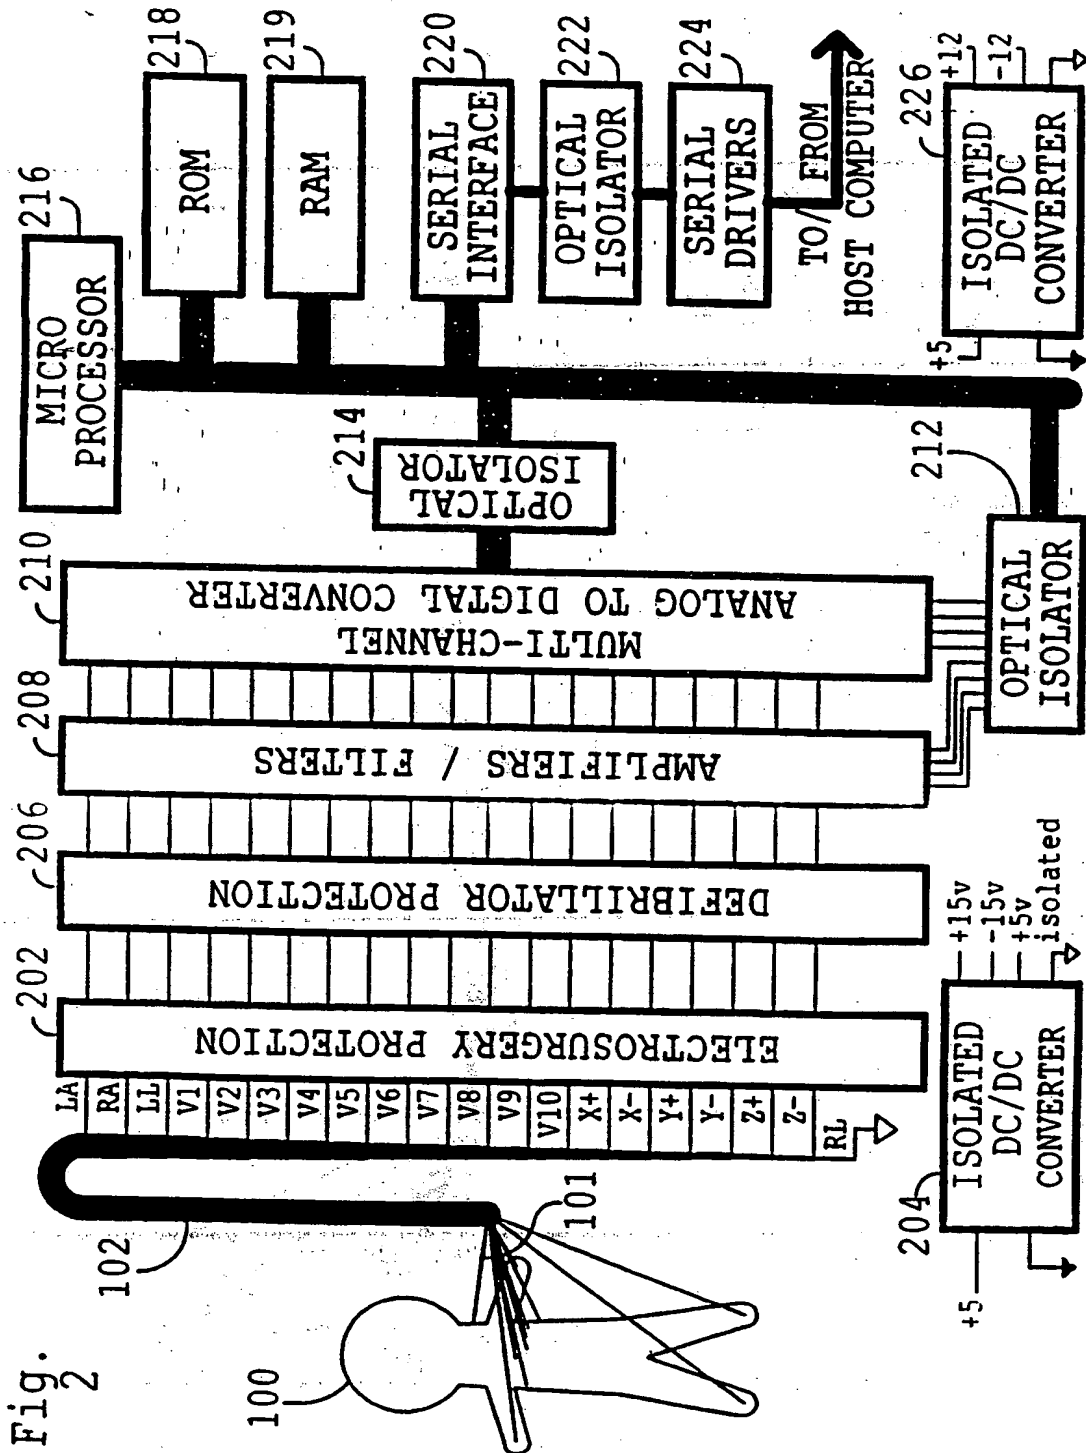 Fig.
2
100
101
102
LA
RA
LL
V1
V2
V3
V4
V5
V6
V7
V8
V9
V10
X+
X-
Y+
Y-
Z+
Z-
RL
202
ELECTROSURGERY PROTECTION
206
DEFIBRILLATOR PROTECTION
208
AMPLIFIERS / FILTERS
210
MULTI-CHANNEL
ANALOG TO DIGTAL CONVERTER
214
OPTICAL
ISOLATOR
212
OPTICAL
ISOLATOR
216
MICRO
PROCESSOR
218
ROM
219
RAM
220
SERIAL
INTERFACE
222
OPTICAL
ISOLATOR
224
SERIAL
DRIVERS
TO/ FROM
HOST COMPUTER
204
+5
ISOLATED
DC/DC
CONVERTER
+15v
-15v
+5v
isolated
226
+5
ISOLATED
DC/DC
CONVERTER
+12
-12